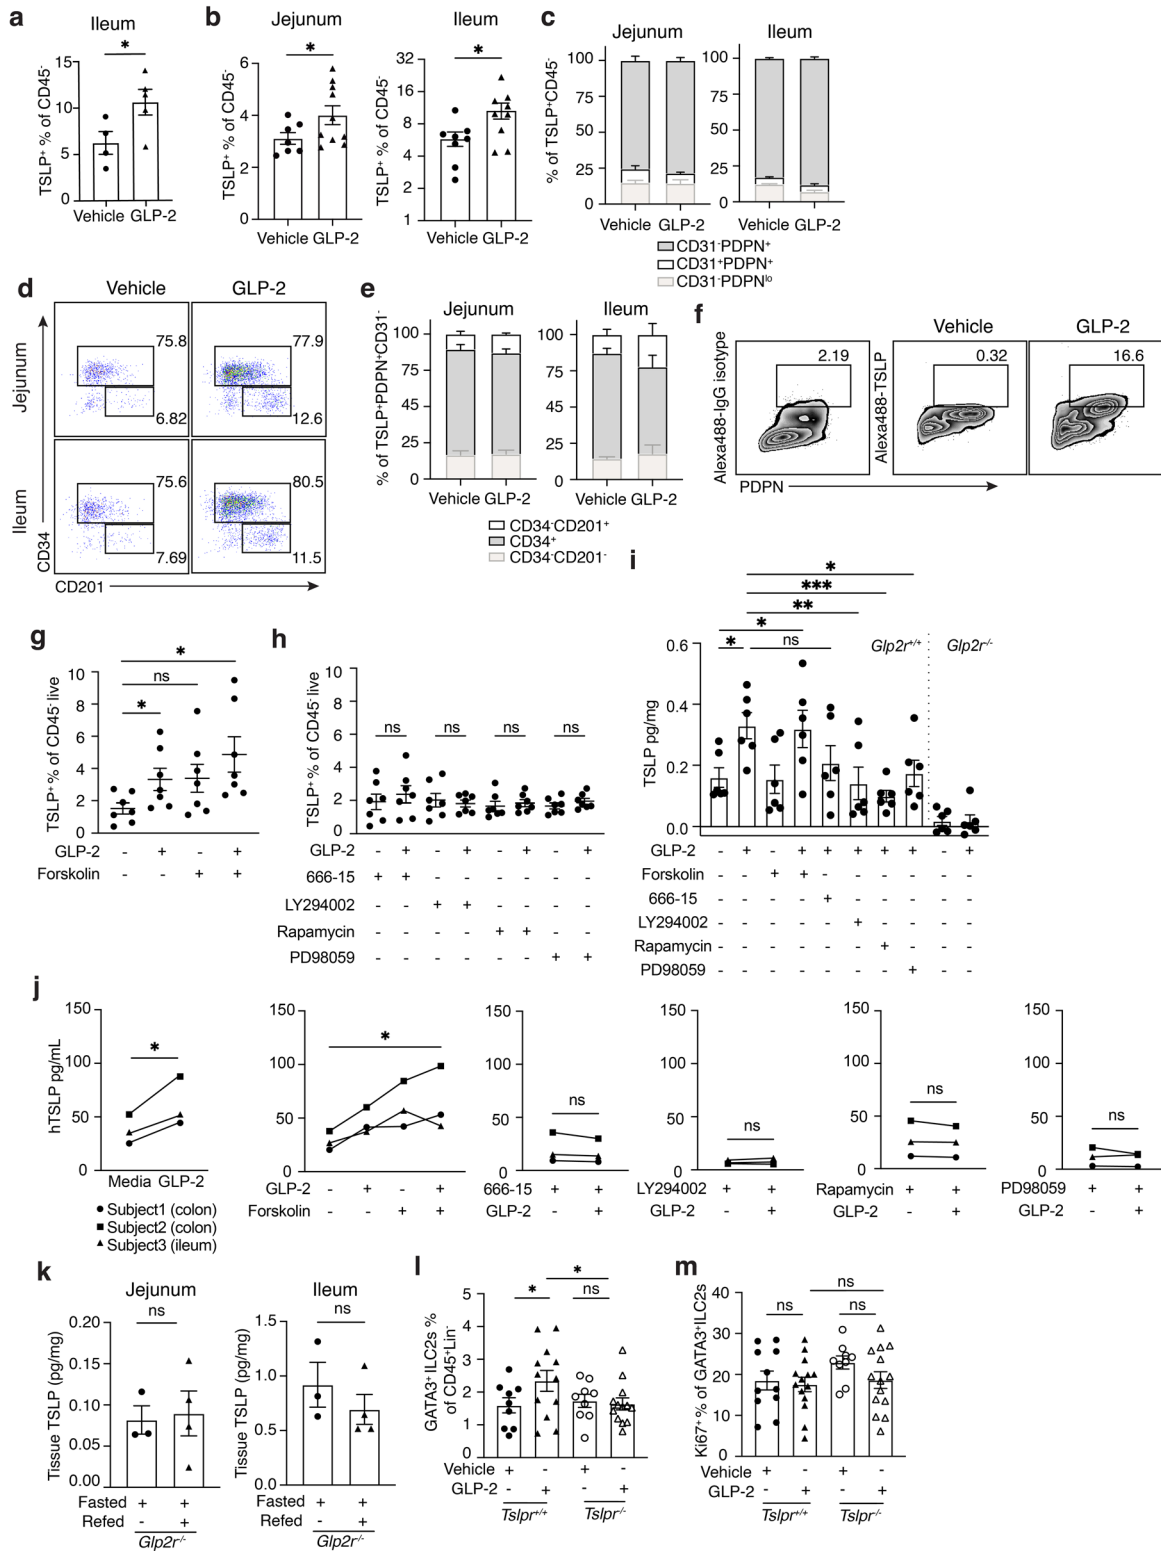 a
Ileum
*
TSLP⁺ % of CD45⁻
15
10
5
0
Vehicle GLP-2
b
Jejunum
*
TSLP⁺ % of CD45⁻
6
4
2
0
Vehicle GLP-2
Ileum
*
TSLP⁺ % of CD45⁻
32
16
8
4
2
1
Vehicle GLP-2
c
Jejunum
Ileum
% of TSLP⁺CD45⁻
100
75
50
25
0
Vehicle GLP-2
100
75
50
25
0
Vehicle GLP-2
CD31⁻PDPN⁺
CD31⁺PDPN⁺
CD31⁻PDPNˡᵒ
d
Vehicle
GLP-2
Jejunum
75.8
6.82
77.9
12.6
Ileum
75.6
7.69
80.5
11.5
CD34
CD201
e
Jejunum
Ileum
% of TSLP⁺PDPN⁺CD31⁻
100
75
50
25
0
Vehicle GLP-2
100
75
50
25
0
Vehicle GLP-2
CD34⁻CD201⁺
CD34⁺
CD34⁻CD201⁻
f
Vehicle
GLP-2
Alexa488-IgG isotype
2.19
Alexa488-TSLP
0.32
16.6
PDPN
g
*
ns
*
TSLP⁺ % of CD45⁻ live
10
8
6
4
2
0
GLP-2 - + - +
Forskolin - - + +
h
TSLP⁺ % of CD45⁻ live
10
8
6
4
2
0
ns ns ns ns
GLP-2 - + - + - + - +
666-15 + + - - - - - -
LY294002 - - + + - - - -
Rapamycin - - - - + + - -
PD98059 - - - - - - + +
i
*
***
**
*
* ns
Glp2r⁺/⁺ Glp2r⁻/⁻
TSLP pg/mg
0.6
0.4
0.2
0.0
GLP-2 - + - + + + + + - +
Forskolin - - + + - - - - - -
666-15 - - - - + - - - - -
LY294002 - - - - - + - - - -
Rapamycin - - - - - - + - - -
PD98059 - - - - - - - + - -
j
hTSLP pg/mL
150
100
50
0
*
Media GLP-2
Subject1 (colon)
Subject2 (colon)
Subject3 (ileum)
150
100
50
0
*
GLP-2 - + - +
Forskolin - - + +
150
100
50
0
ns
666-15 + +
GLP-2 - +
150
100
50
0
ns
LY294002 + +
GLP-2 - +
150
100
50
0
ns
Rapamycin + +
GLP-2 - +
150
100
50
0
ns
PD98059 + +
GLP-2 - +
k
Jejunum
ns
Tissue TSLP (pg/mg)
0.20
0.15
0.10
0.05
0.00
Fasted + +
Refed - +
Glp2r⁻/⁻
Ileum
ns
Tissue TSLP (pg/mg)
1.5
1.0
0.5
0.0
Fasted + +
Refed - +
Glp2r⁻/⁻
l
*
* ns
GATA3⁺ ILC2s %
of CD45⁺Lin⁻
5
4
3
2
1
0
Vehicle + - + -
GLP-2 - + - +
Tslpr⁺/⁺ Tslpr⁻/⁻
m
ns
ns ns
Ki67⁺ % of GATA3⁺ILC2s
40
30
20
10
0
Vehicle + - + -
GLP-2 - + - +
Tslpr⁺/⁺ Tslpr⁻/⁻